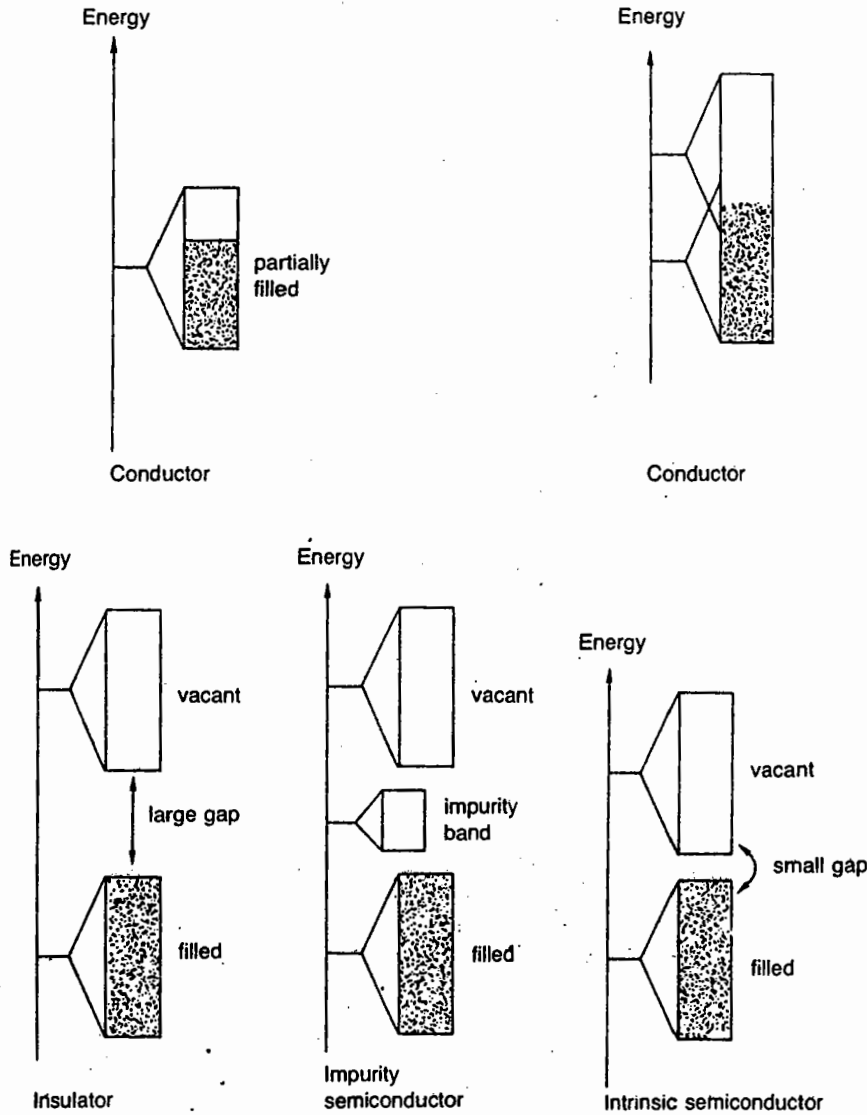 Energy
Energy
partially
filled
Conductor
Conductor
Energy
vacant
large gap
filled
Insulator
Energy
vacant
impurity
band
filled
Impurity
semiconductor
Energy
vacant
small gap
filled
Intrinsic semiconductor